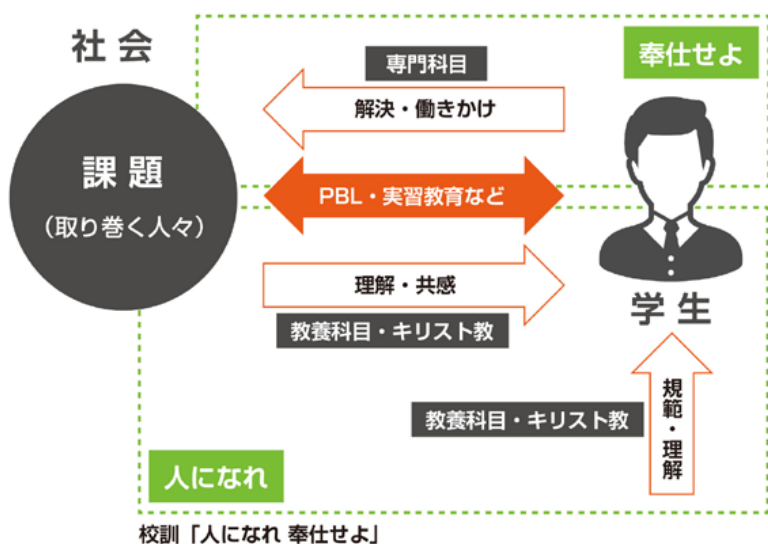 社会
専門科目
奉仕せよ
解決・働きかけ
課題
（取り巻く人々）
PBL・実習教育など
理解・共感
学生
教養科目・キリスト教
規範・理解
教養科目・キリスト教
人になれ
校訓「人になれ 奉仕せよ」